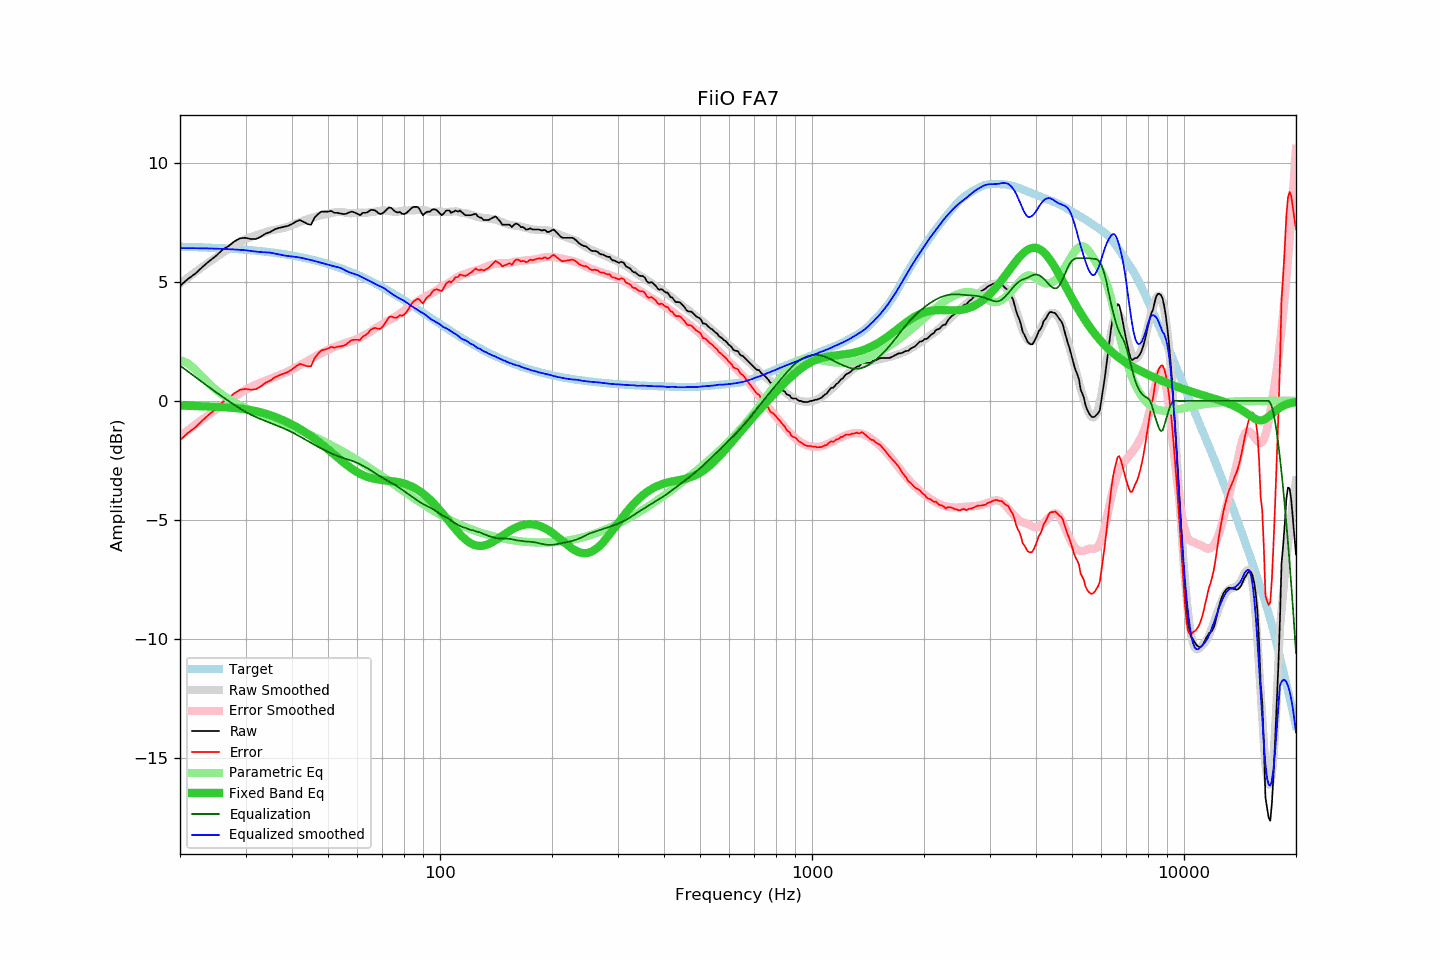 FiiO FA7
Amplitude (dBr)
10
5
0
−5
−10
−15
Target
Raw Smoothed
Error Smoothed
Raw
Error
Parametric Eq
Fixed Band Eq
Equalization
Equalized smoothed
100
1000
10000
Frequency (Hz)